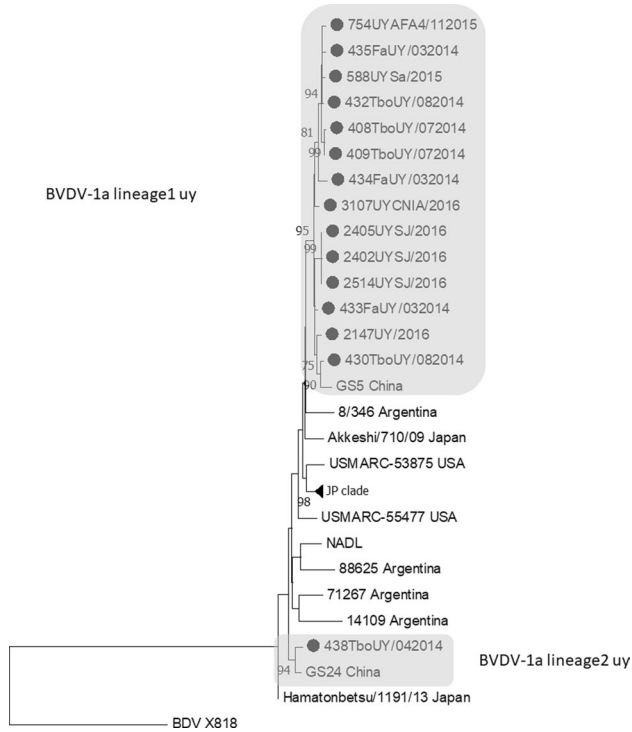 754UYAFA4/112015
435FaUY/032014
588UYSa/2015
94
432TboUY/082014
408TboUY/072014
81
409TboUY/072014
99
434FaUY/032014
BVDV-1a lineage1 uy
3107UYCNIA/2016
2405UYSJ/2016
95
99
2402UYSJ/2016
2514UYSJ/2016
433FaUY/032014
2147UY/2016
430TboUY/082014
75
GS5 China
90
8/346 Argentina
Akkeshi/710/09 Japan
USMARC-53875 USA
JP clade
98
USMARC-55477 USA
NADL
88625 Argentina
71267 Argentina
14109 Argentina
438TboUY/042014
BVDV-1a lineage2 uy
94
GS24 China
Hamatonbetsu/1191/13 Japan
BDV X818